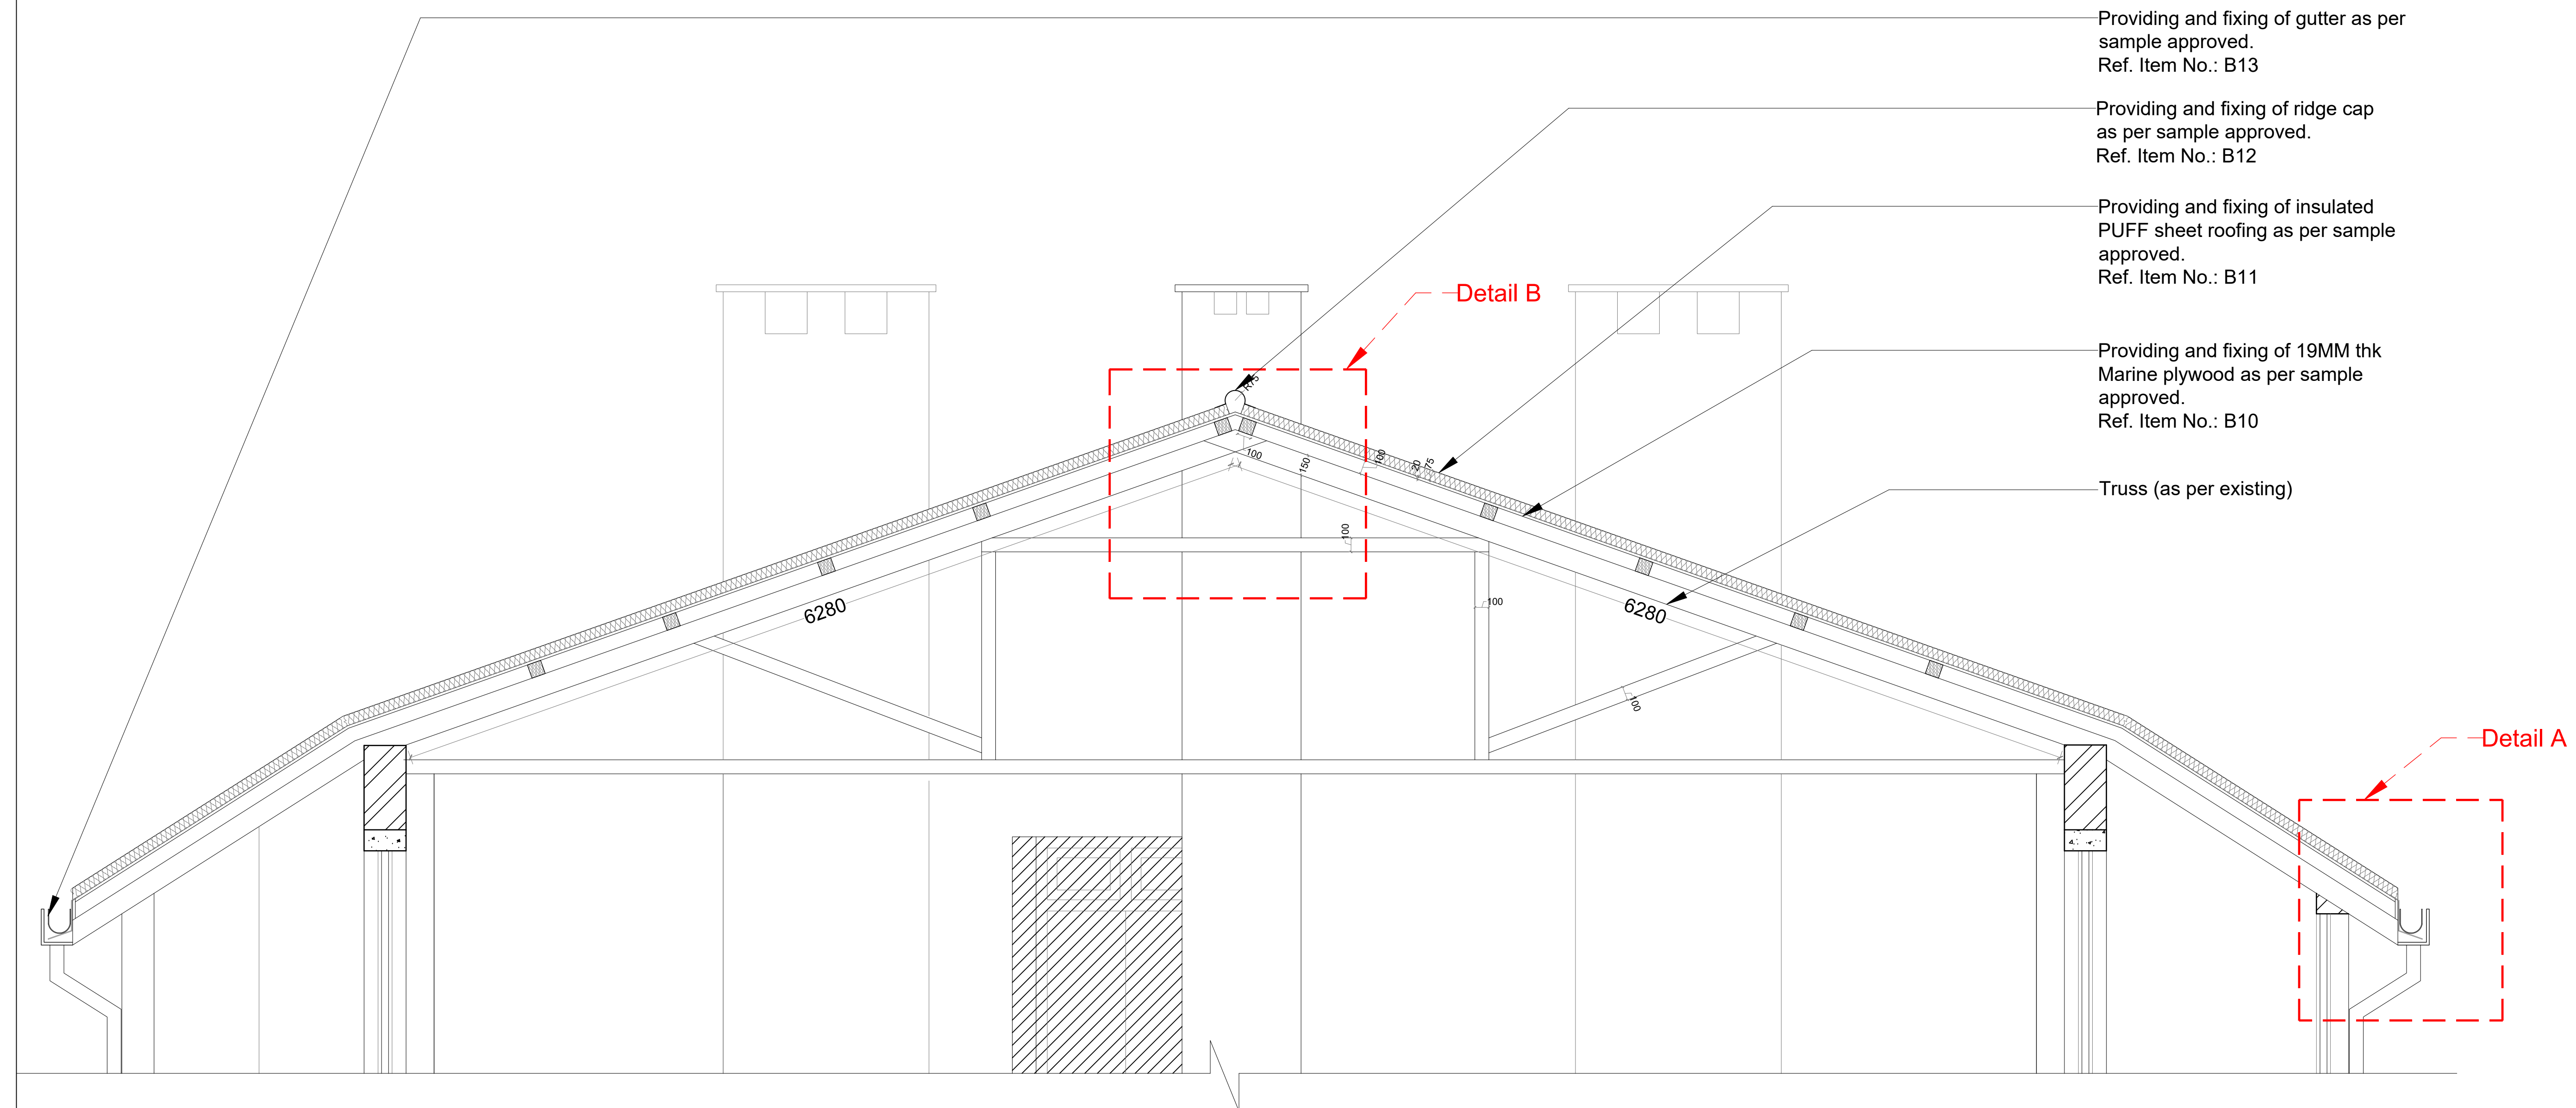 Providing and fixing of gutter as per
sample approved.
Ref. Item No.: B13
Providing and fixing of ridge cap
as per sample approved.
Ref. Item No.: B12
Providing and fixing of insulated
PUFF sheet roofing as per sample
approved.
Ref. Item No.: B11
Detail B
Providing and fixing of 19MM thk
Marine plywood as per sample
approved.
Ref. Item No.: B10
R75
100
150
100
20
75
Truss (as per existing)
100
6280
6280
100
100
Detail A